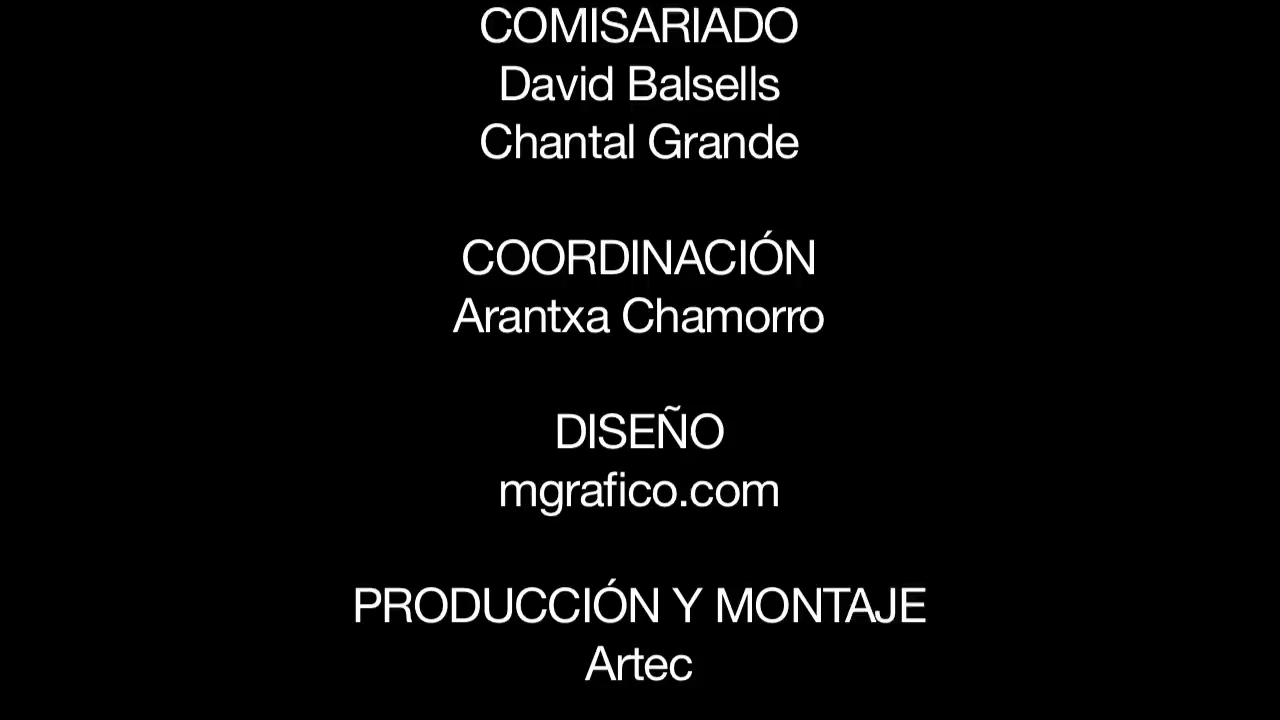 COMISARIADO
David Balsells
Chantal Grande
COORDINACIÓN
Arantxa Chamorro
DISEÑO
mgrafico.com
PRODUCCIÓN Y MONTAJE
Artec